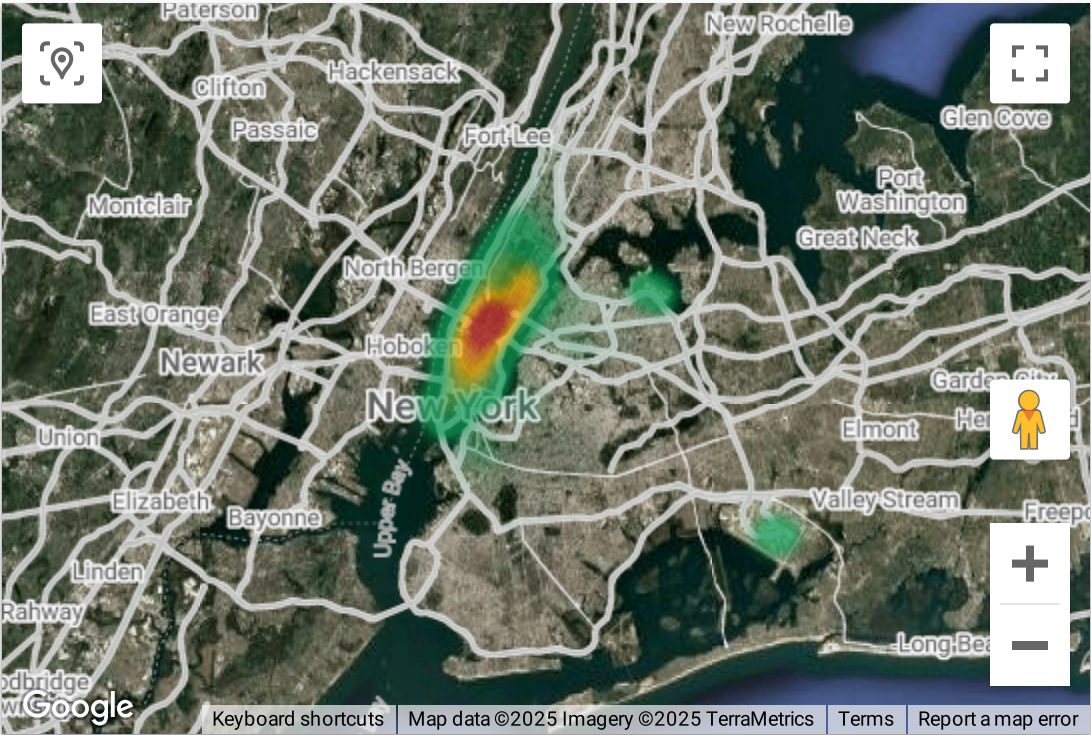 Paterson
New Rochelle
Hackensack
Clifton
Glen Cove
Passaic
Fort Lee
Port
Washington
Montclair
Great Neck
North Bergen
East Orange
Hoboken
Newark
Garden City
New York
Union
Elmont
Upper Bay
Elizabeth
Bayonne
Valley Stream
Freep
Linden
Rahway
Long Bea
odbridge
Google
Keyboard shortcuts
Map data ©2025 Imagery ©2025 TerraMetrics
Terms
Report a map error